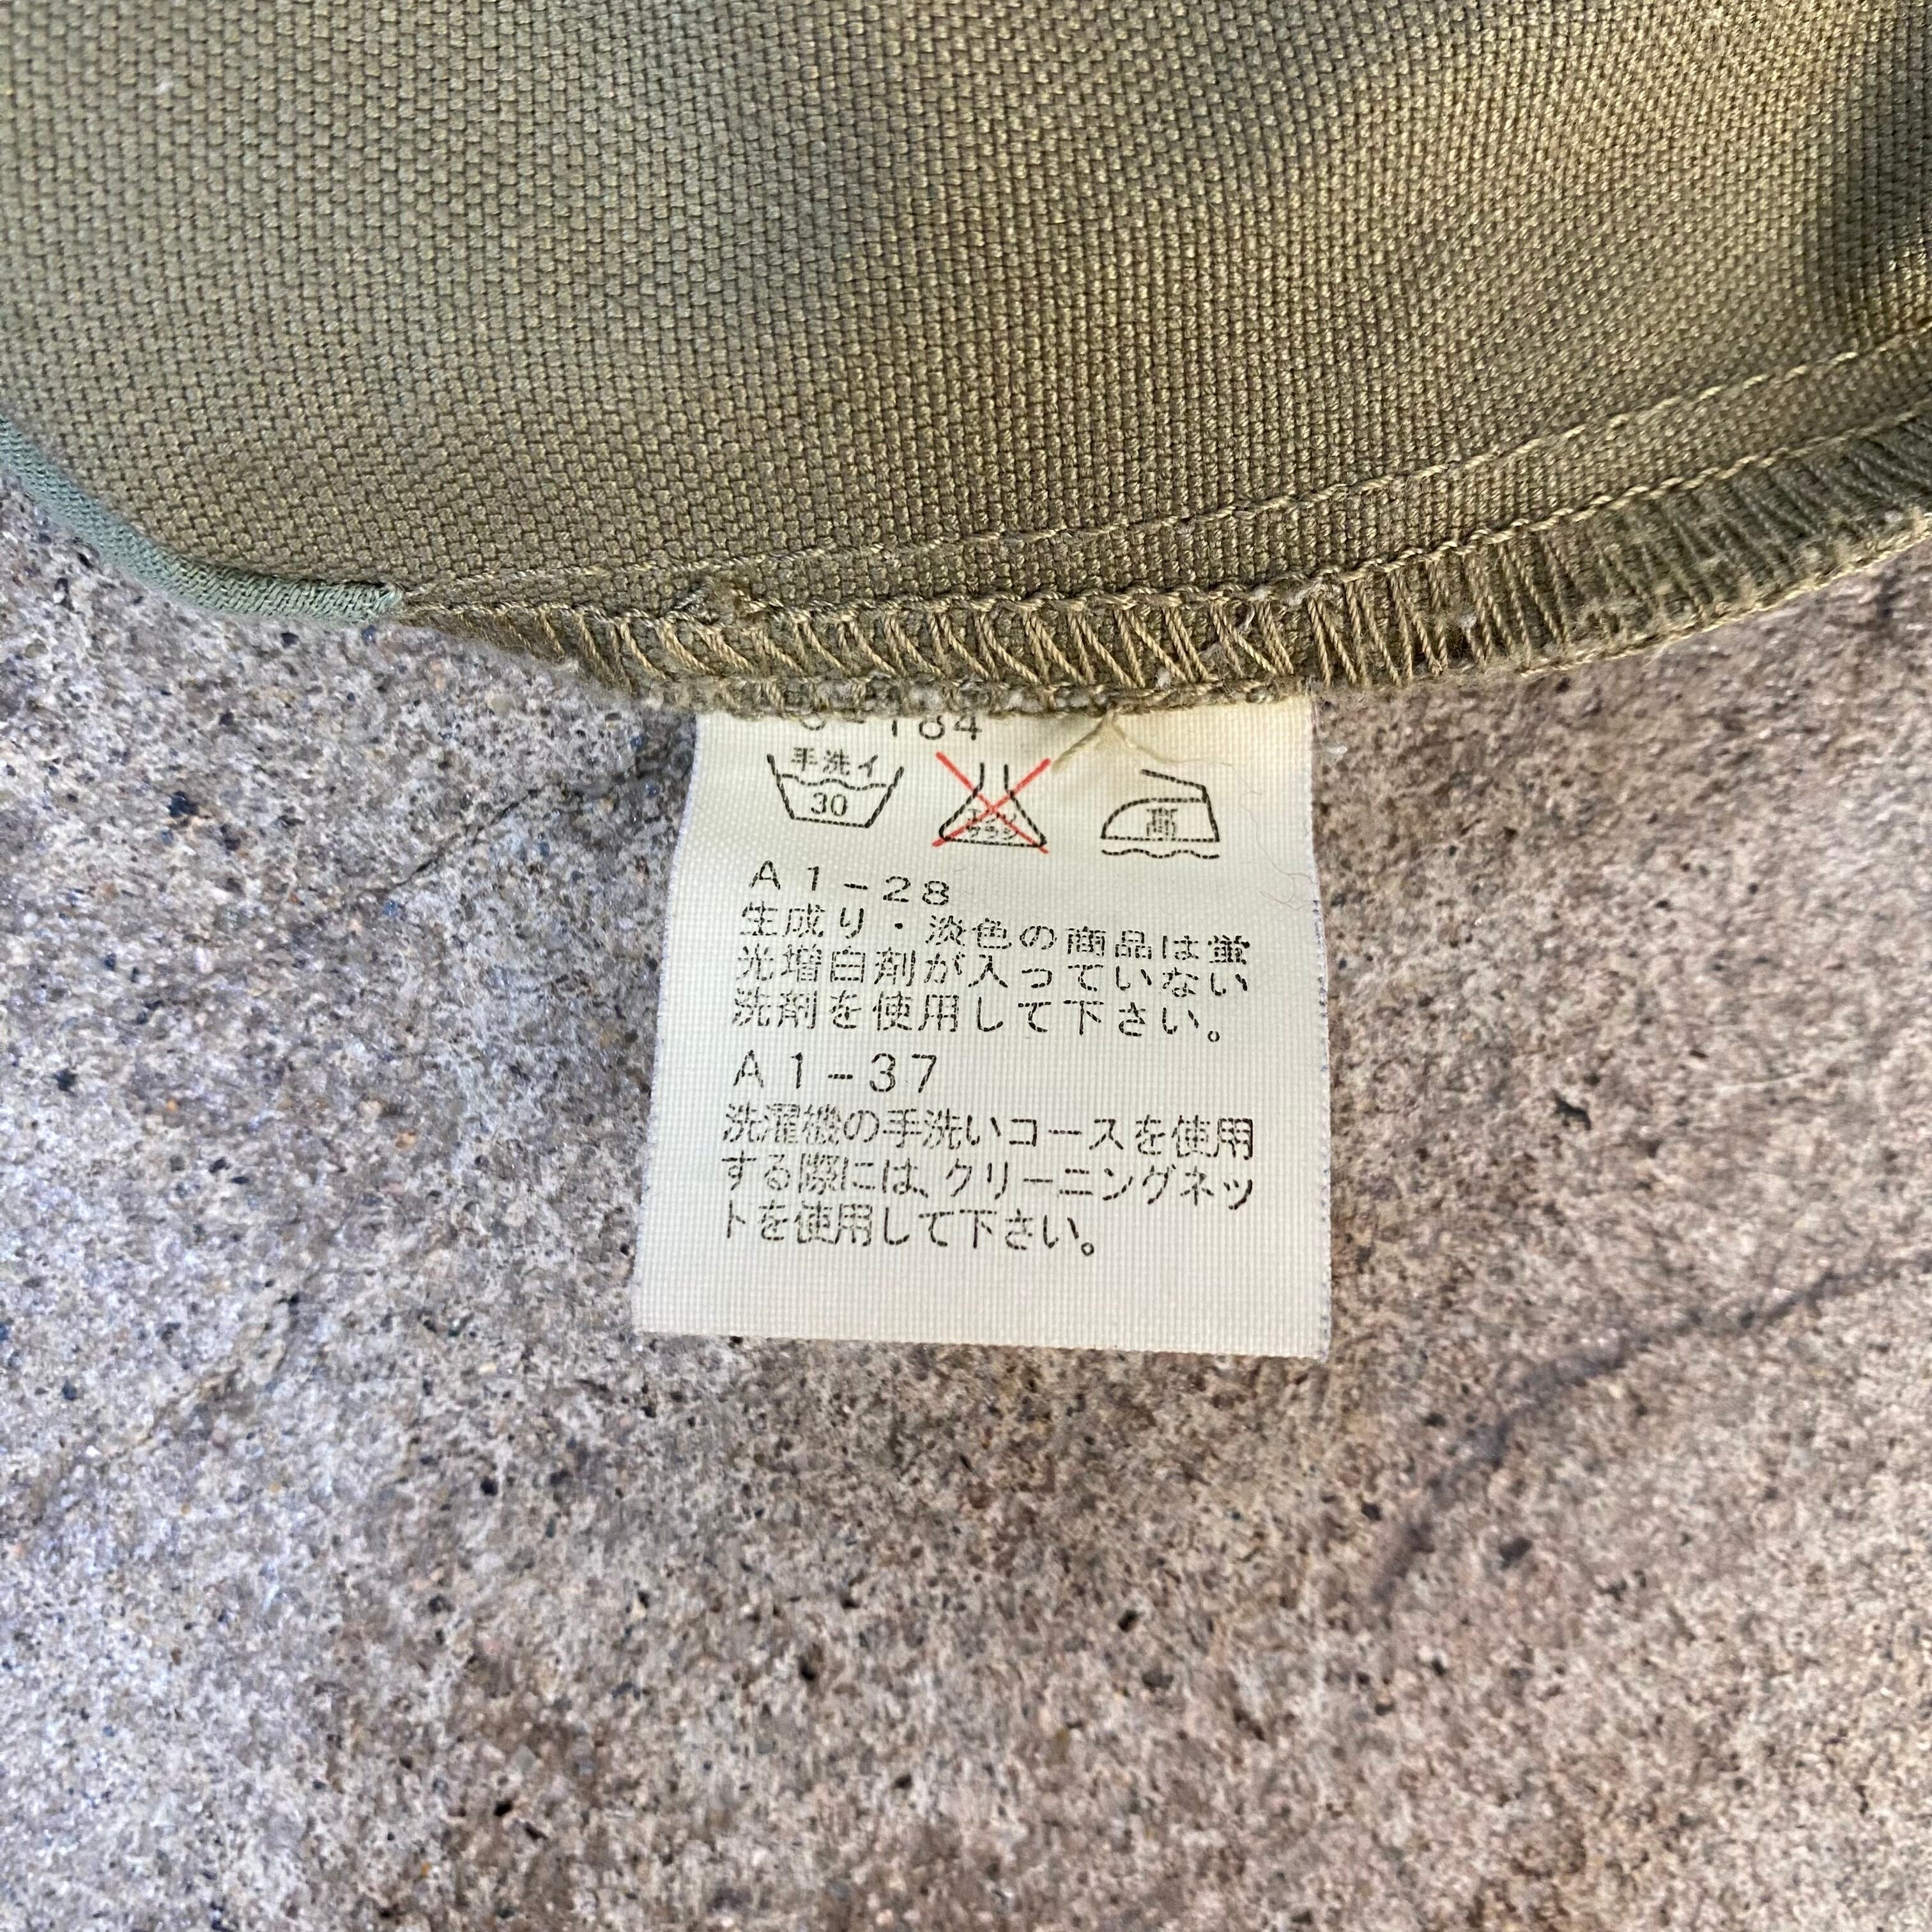 手洗イ
30
高
A1-28
生成り・淡色の商品は蛍
光増白剤が入っていない
洗剤を使用して下さい。
A1-37
洗濯機の手洗いコースを使用
する際には、クリーニングネッ
トを使用して下さい。